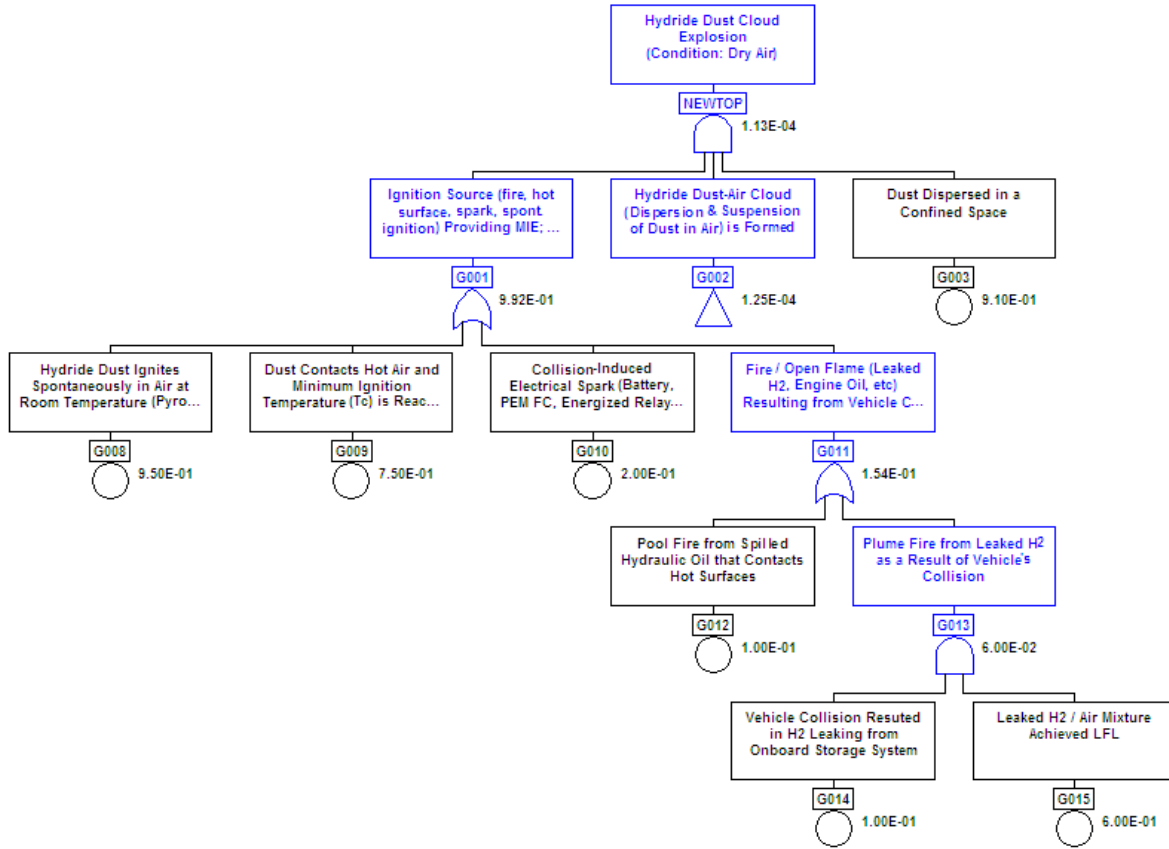 Hydride Dust Cloud
Explosion
(Condition: Dry Air)
NEWTOP
1.13E-04
Ignition Source (fire, hot
surface, spark, spont.
ignition) Providing MIE; ...
G001
9.92E-01
Hydride Dust-Air Cloud
(Dispersion & Suspension
of Dust in Air) is Formed
G002
1.25E-04
Dust Dispersed in a
Confined Space
G003
9.10E-01
Hydride Dust Ignites
Spontaneously in Air at
Room Temperature (Pyro...
G008
9.50E-01
Dust Contacts Hot Air and
Minimum Ignition
Temperature (Tc) is Reac...
G009
7.50E-01
Collision-Induced
Electrical Spark (Battery,
PEM FC, Energized Relay...
G010
2.00E-01
Fire / Open Flame (Leaked
H2, Engine Oil, etc)
Resulting from Vehicle C...
G011
1.54E-01
Pool Fire from Spilled
Hydraulic Oil that Contacts
Hot Surfaces
G012
1.00E-01
Plume Fire from Leaked H2
as a Result of Vehicle's
Collision
G013
6.00E-02
Vehicle Collision Resuted
in H2 Leaking from
Onboard Storage System
G014
1.00E-01
Leaked H2 / Air Mixture
Achieved LFL
G015
6.00E-01